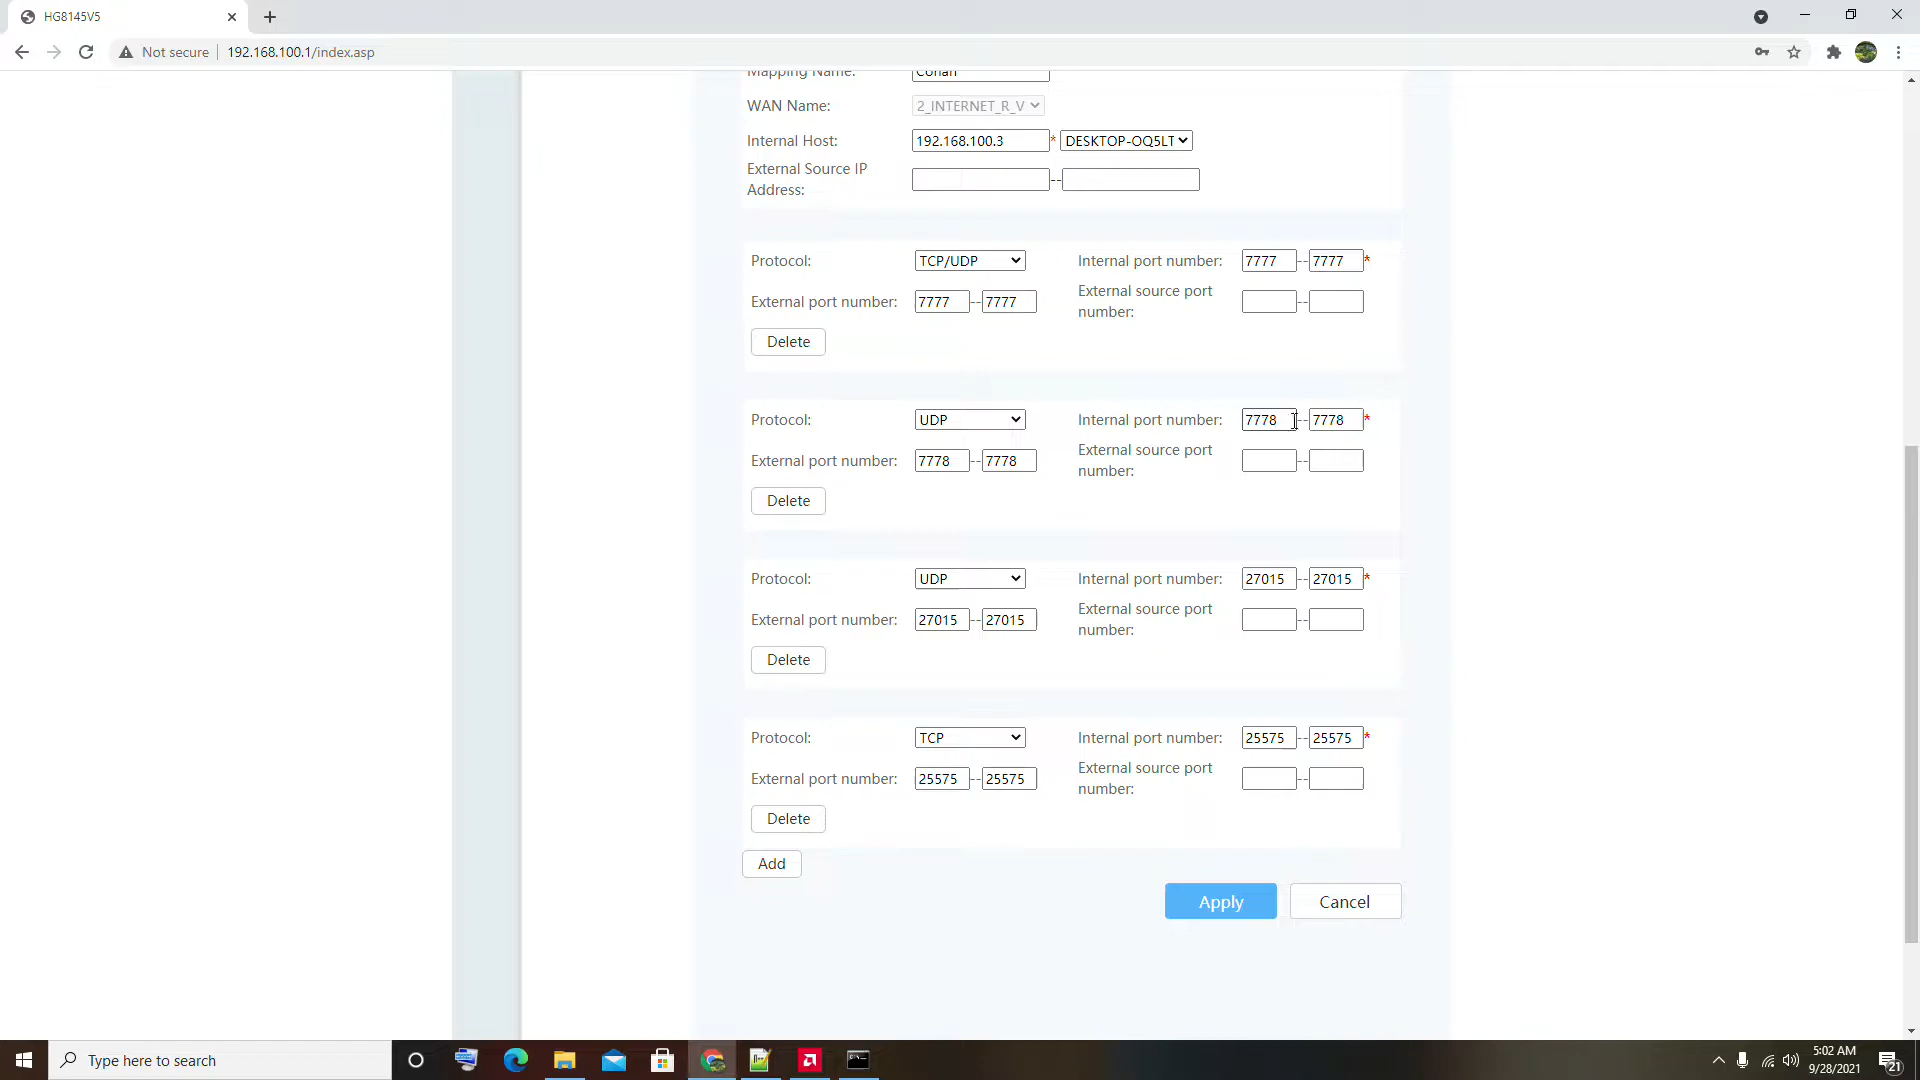 HG8145V5
Not secure
192.168.100.1/index.asp
Mapping Name: Conan
WAN Name: 2_INTERNET_R_V
Internal Host: 192.168.100.3 * DESKTOP-OQ5LT
External Source IP
Address: --
Protocol: TCP/UDP Internal port number: 7777 -- 7777 *
External port number: 7777 -- 7777 External source port
number: --
Delete
Protocol: UDP Internal port number: 7778 -- 7778 *
External port number: 7778 -- 7778 External source port
number: --
Delete
Protocol: UDP Internal port number: 27015 -- 27015 *
External port number: 27015 -- 27015 External source port
number: --
Delete
Protocol: TCP Internal port number: 25575 -- 25575 *
External port number: 25575 -- 25575 External source port
number: --
Delete
Add
Apply Cancel
Type here to search
5:02 AM
9/28/2021
21